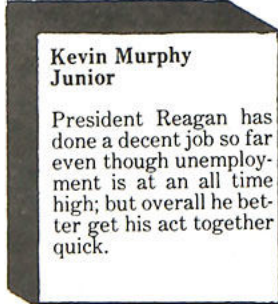 Kevin Murphy
Junior
President Reagan has
done a decent job so far
even though unemploy-
ment is at an all time
high; but overall he bet-
ter get his act together
quick.